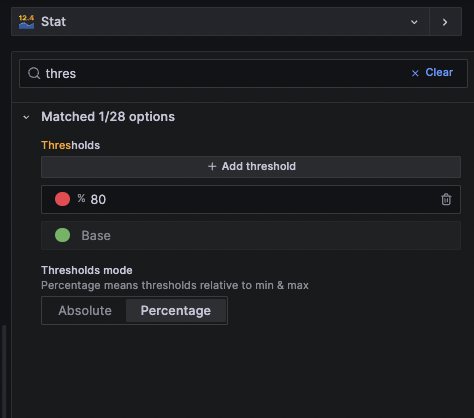 12.4 Stat
thres
Clear
Matched 1/28 options
Thresholds
+ Add threshold
% 80
Base
Thresholds mode
Percentage means thresholds relative to min & max
Absolute Percentage